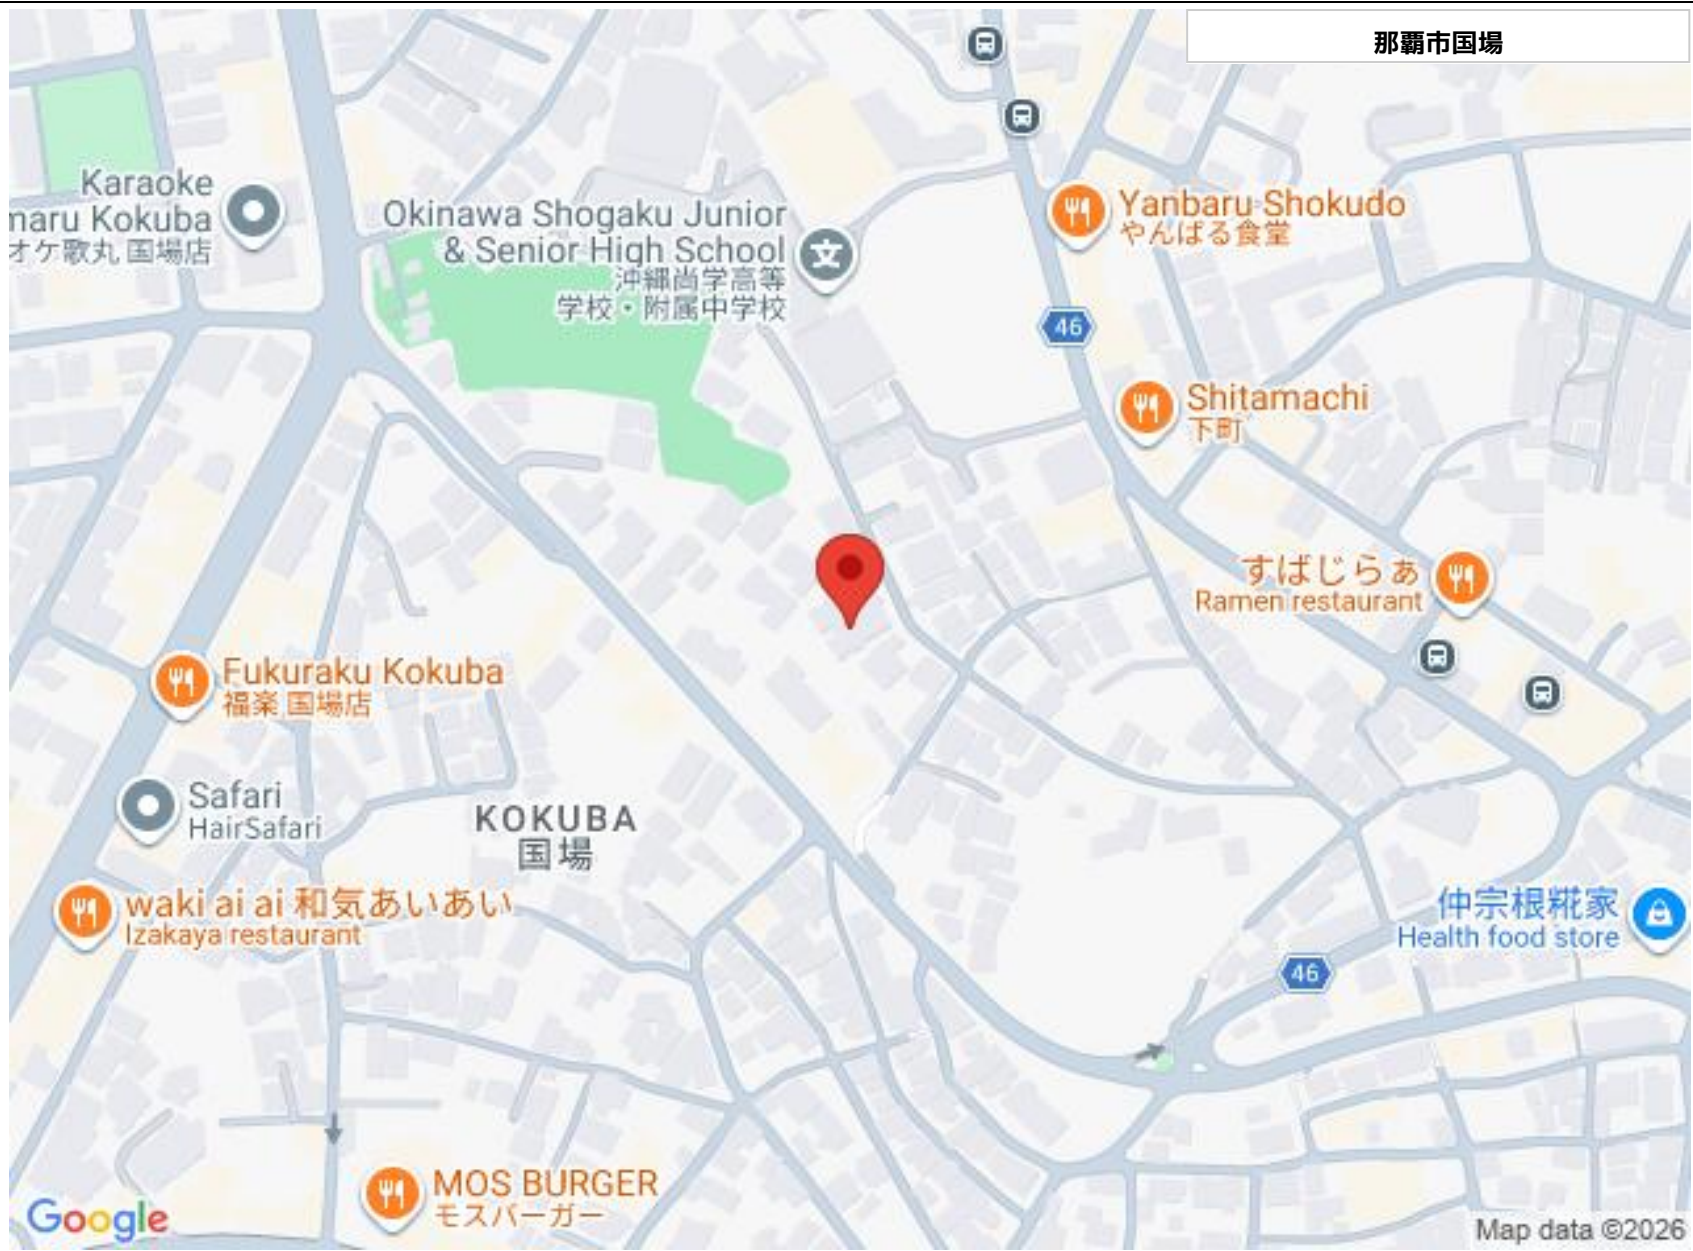 那覇市国場
Karaoke
maru Kokuba
オケ歌丸 国場店
Okinawa Shogaku Junior
& Senior High School
沖縄尚学高等
学校・附属中学校
Yanbaru Shokudo
やんばる食堂
46
Shitamachi
下町
すばじらぁ
Ramen restaurant
Fukuraku Kokuba
福楽 国場店
Safari
HairSafari
KOKUBA
国場
waki ai ai 和気あいあい
Izakaya restaurant
仲宗根糀家
Health food store
46
MOS BURGER
モスバーガー
Google
Map data ©2026